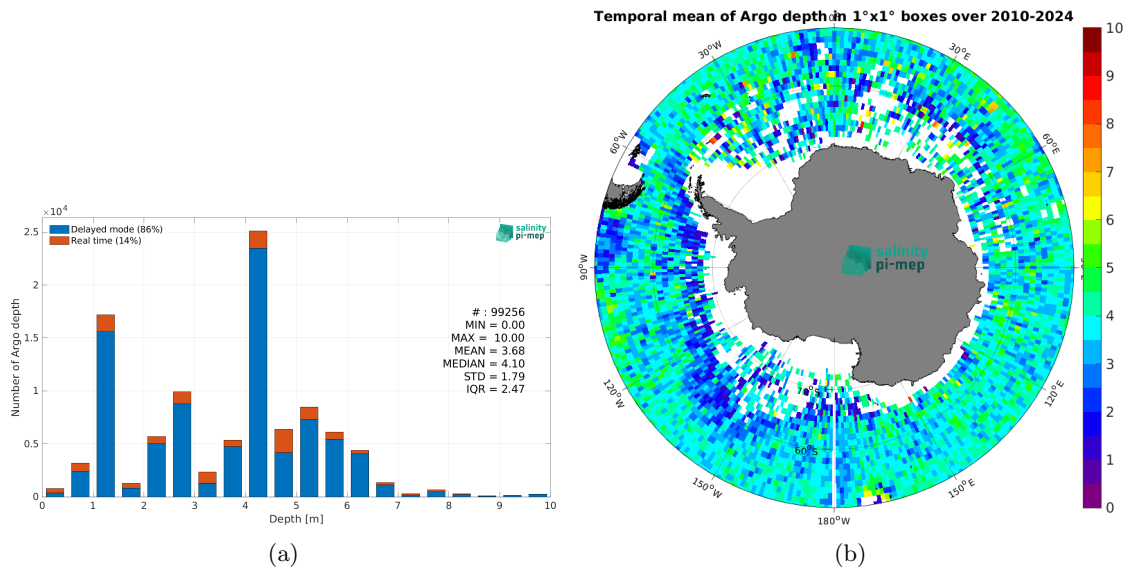 ×10⁴
Delayed mode (86%)
Real time (14%)
salinity
pi-mep
2.5
2
1.5
1
0.5
0
Number of Argo depth
# : 99256
MIN = 0.00
MAX = 10.00
MEAN = 3.68
MEDIAN = 4.10
STD = 1.79
IQR = 2.47
0 1 2 3 4 5 6 7 8 9 10
Depth [m]
(a)
Temporal mean of Argo depth in 1°x1° boxes over 2010-2024
30°W
30°E
60°W
60°E
90°W
salinity
pi-mep
120°W
120°E
70°S
60°S
150°W
150°E
180°W
10
9
8
7
6
5
4
3
2
1
0
(b)